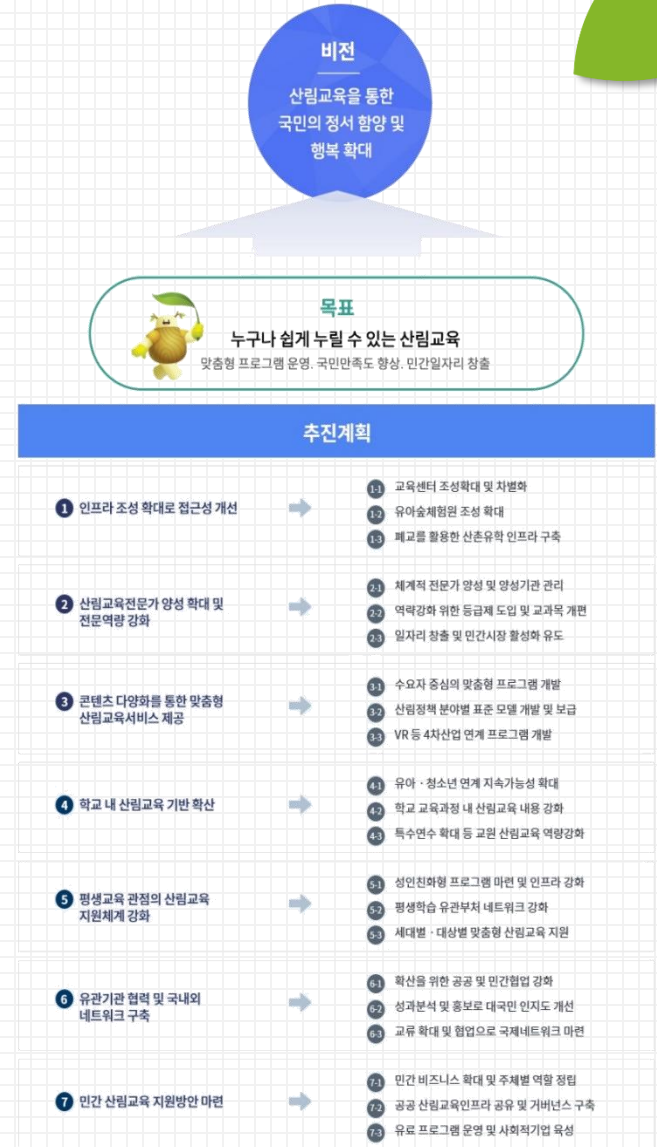 비전
산림교육을 통한
국민의 정서 함양 및
행복 확대
목표
누구나 쉽게 누릴 수 있는 산림교육
맞춤형 프로그램 운영. 국민만족도 향상. 민간일자리 창출
추진계획
1 인프라 조성 확대로 접근성 개선
1-1 교육센터 조성확대 및 차별화
1-2 유아숲체험원 조성 확대
1-3 폐교를 활용한 산촌유학 인프라 구축
2 산림교육전문가 양성 확대 및
전문역량 강화
2-1 체계적 전문가 양성 및 양성기관 관리
2-2 역략강화 위한 등급제 도입 및 교과목 개편
2-3 일자리 창출 및 민간시장 활성화 유도
3 콘텐츠 다양화를 통한 맞춤형
산림교육서비스 제공
3-1 수요자 중심의 맞춤형 프로그램 개발
3-2 산림정책 분야별 표준 모델 개발 및 보급
3-3 VR 등 4차산업 연계 프로그램 개발
4 학교 내 산림교육 기반 확산
4-1 유아 · 청소년 연계 지속가능성 확대
4-2 학교 교육과정 내 산림교육 내용 강화
4-3 특수연수 확대 등 교원 산림교육 역량강화
5 평생교육 관점의 산림교육
지원체계 강화
5-1 성인친화형 프로그램 마련 및 인프라 강화
5-2 평생학습 유관부처 네트워크 강화
5-3 세대별 · 대상별 맞춤형 산림교육 지원
6 유관기관 협력 및 국내외
네트워크 구축
6-1 확산을 위한 공공 및 민간협업 강화
6-2 성과분석 및 홍보로 대국민 인지도 개선
6-3 교류 확대 및 협업으로 국제네트워크 마련
7 민간 산림교육 지원방안 마련
7-1 민간 비즈니스 확대 및 주체별 역할 정립
7-2 공공 산림교육인프라 공유 및 거버넌스 구축
7-3 유료 프로그램 운영 및 사회적기업 육성